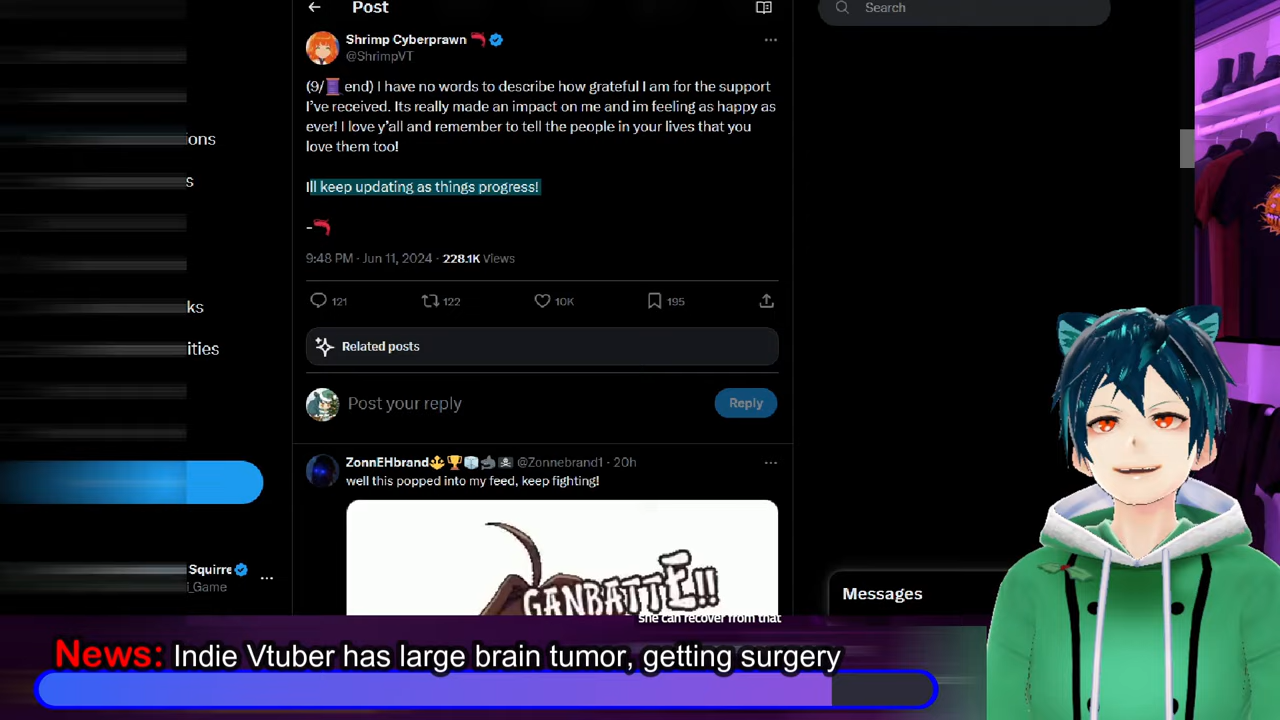 Post
Search
Shrimp Cyberprawn
@ShrimpVT
(9/ end) I have no words to describe how grateful I am for the support
I've received. Its really made an impact on me and im feeling as happy as
ever! I love y'all and remember to tell the people in your lives that you
love them too!
Ill keep updating as things progress!
-
9:48 PM · Jun 11, 2024 · 228.1K Views
121
122
10K
195
Related posts
Post your reply
Reply
ZonnEHbrand @Zonnebrand1 · 20h
well this popped into my feed, keep fighting!
GANBATTE!!
ons
s
ks
ities
Squirre
_Game
Messages
she can recover from that
News: Indie Vtuber has large brain tumor, getting surgery